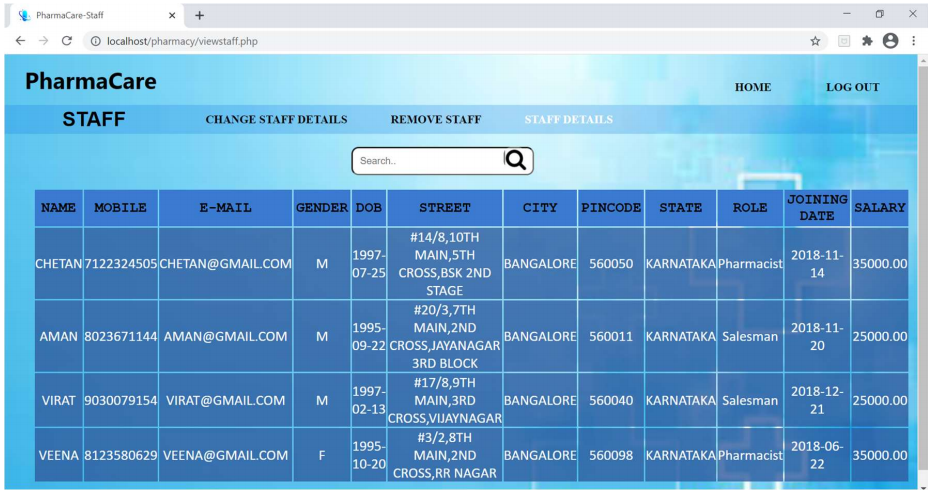 PharmaCare-Staff
localhost/pharmacy/viewstaff.php
PharmaCare
HOME LOG OUT
STAFF CHANGE STAFF DETAILS REMOVE STAFF STAFF DETAILS
Search..
NAME MOBILE E-MAIL GENDER DOB STREET CITY PINCODE STATE ROLE JOINING DATE SALARY
CHETAN 7122324505 CHETAN@GMAIL.COM M 1997-07-25 #14/8,10TH MAIN,5TH CROSS,BSK 2ND STAGE BANGALORE 560050 KARNATAKA Pharmacist 2018-11-14 35000.00
AMAN 8023671144 AMAN@GMAIL.COM M 1995-09-22 #20/3,7TH MAIN,2ND CROSS,JAYANAGAR 3RD BLOCK BANGALORE 560011 KARNATAKA Salesman 2018-11-20 25000.00
VIRAT 9030079154 VIRAT@GMAIL.COM M 1997-02-13 #17/8,9TH MAIN,3RD CROSS,VIJAYNAGAR BANGALORE 560040 KARNATAKA Salesman 2018-12-21 25000.00
VEENA 8123580629 VEENA@GMAIL.COM F 1995-10-20 #3/2,8TH MAIN,2ND CROSS,RR NAGAR BANGALORE 560098 KARNATAKA Pharmacist 2018-06-22 35000.00